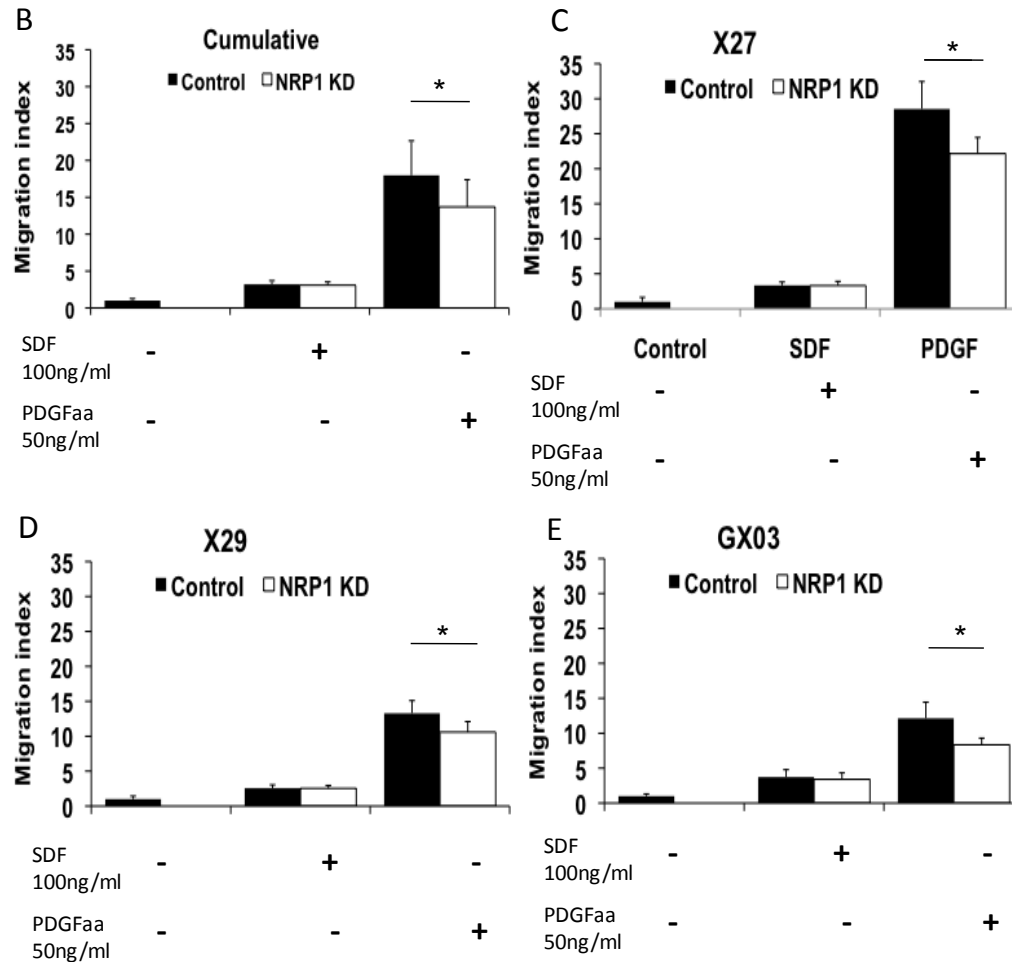 B
Cumulative
Control NRP1 KD
*
Migration index
35
30
25
20
15
10
5
0
SDF - + -
100ng/ml
PDGFaa - - +
50ng/ml
C
X27
*
Control NRP1 KD
Migration index
35
30
25
20
15
10
5
0
Control SDF PDGF
SDF - + -
100ng/ml
PDGFaa - - +
50ng/ml
D
X29
Control NRP1 KD
*
Migration index
35
30
25
20
15
10
5
0
SDF - + -
100ng/ml
PDGFaa - - +
50ng/ml
E
GX03
Control NRP1 KD
*
Migration index
35
30
25
20
15
10
5
0
SDF - + -
100ng/ml
PDGFaa - - +
50ng/ml